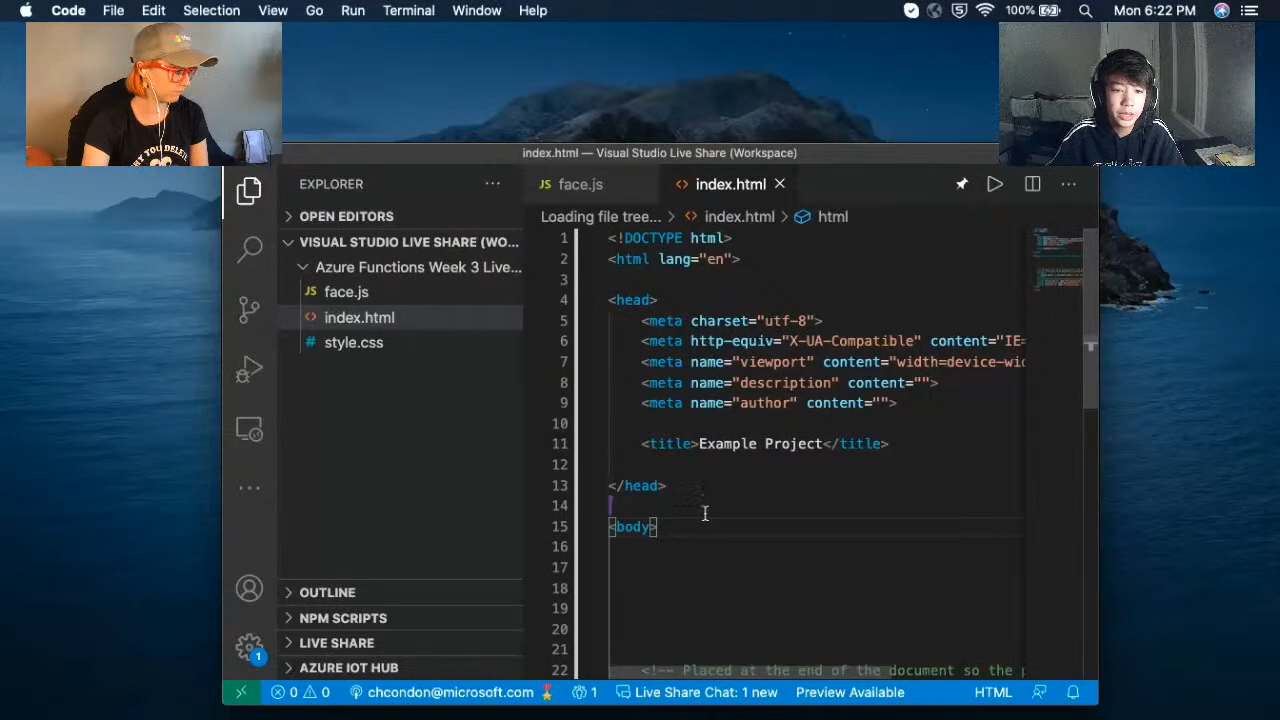 Code File Edit Selection View Go Run Terminal Window Help 5 100% Mon 6:22 PM
index.html — Visual Studio Live Share (Workspace)
EXPLORER
JS face.js
index.html
OPEN EDITORS
Loading file tree... > index.html > html
VISUAL STUDIO LIVE SHARE (WO...
Azure Functions Week 3 Live...
JS face.js
index.html
# style.css
1 <!DOCTYPE html>
2 <html lang="en">
3
4 <head>
5 <meta charset="utf-8">
6 <meta http-equiv="X-UA-Compatible" content="IE=
7 <meta name="viewport" content="width=device-wid
8 <meta name="description" content="">
9 <meta name="author" content="">
10
11 <title>Example Project</title>
12
13 </head>
14
15 <body>
16
17
18
19
20
21
22 <!-- Placed at the end of the document so the p
OUTLINE
NPM SCRIPTS
LIVE SHARE
AZURE IOT HUB
1
0 0 chcondon@microsoft.com 1 Live Share Chat: 1 new Preview Available HTML